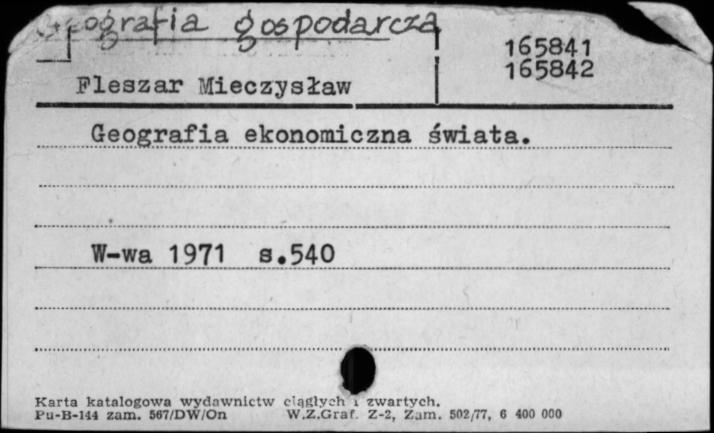 Geografia gospodarcza
165841
165842
Fleszar Mieczysław
Geografia ekonomiczna świata.
W-wa 1971 s.540
Karta katalogowa wydawnictw ciągłych i zwartych.
Pu-B-144 zam. 567/DW/On W.Z.Graf. Z-2, Zam. 502/77, 6 400 000